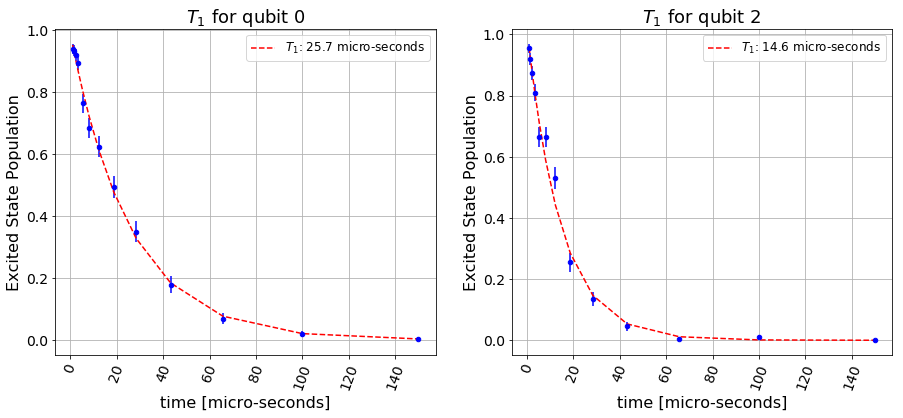 T₁ for qubit 0
T₁: 25.7 micro-seconds
Excited State Population
1.0
0.8
0.6
0.4
0.2
0.0
0 20 40 60 80 100 120 140
time [micro-seconds]
T₁ for qubit 2
T₁: 14.6 micro-seconds
Excited State Population
1.0
0.8
0.6
0.4
0.2
0.0
0 20 40 60 80 100 120 140
time [micro-seconds]